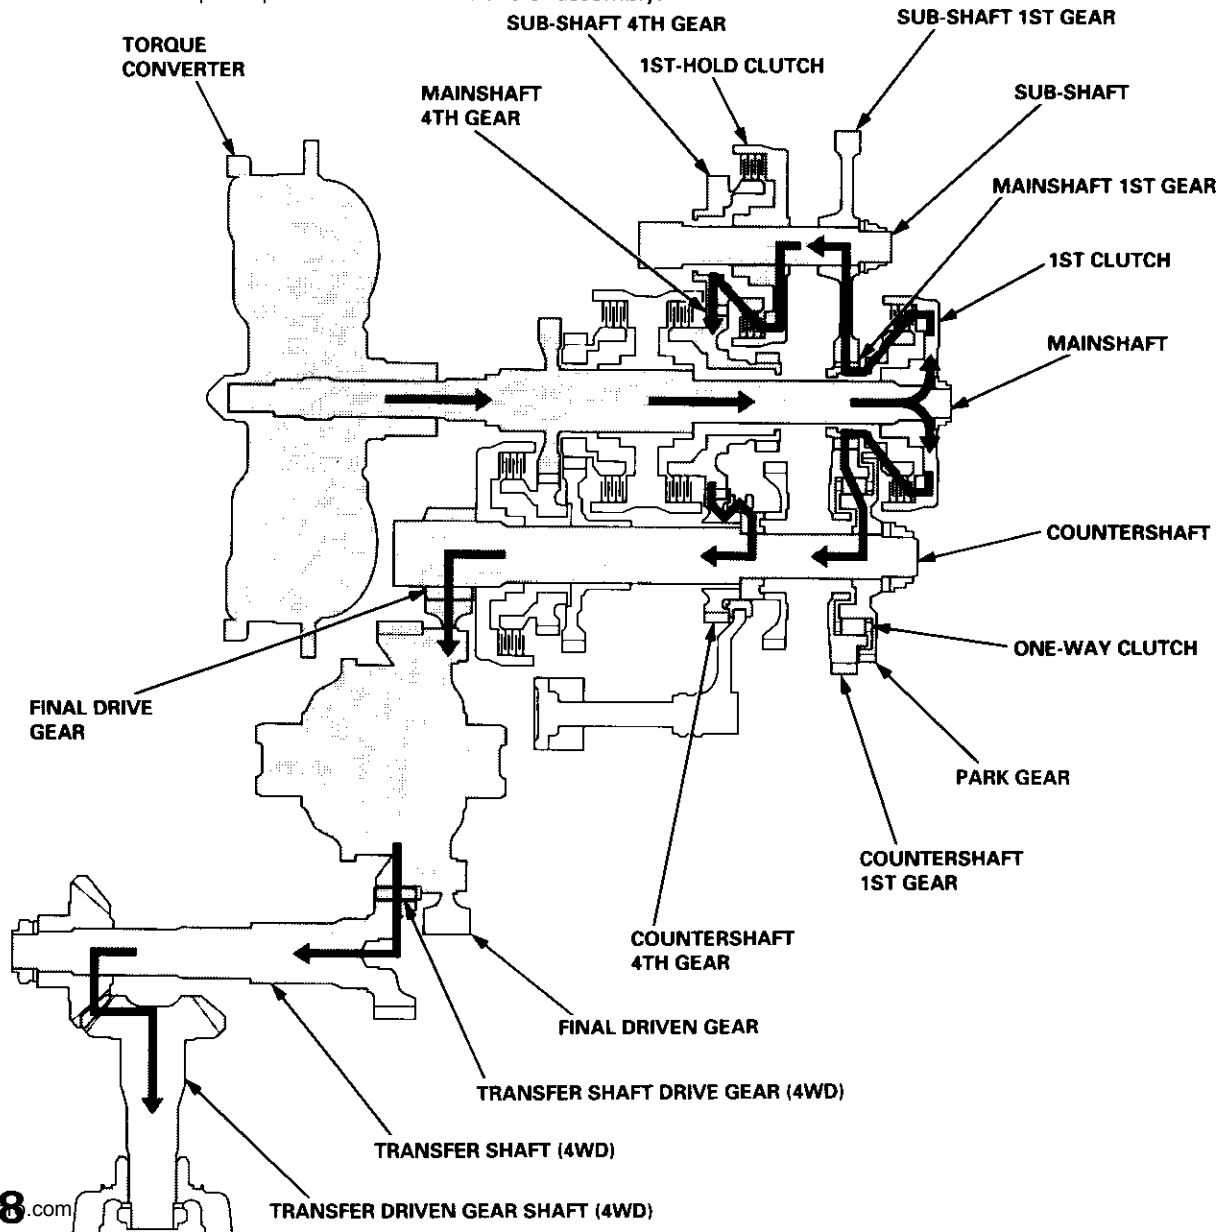 SUB-SHAFT 4TH GEAR
SUB-SHAFT 1ST GEAR
TORQUE
CONVERTER
1ST-HOLD CLUTCH
MAINSHAFT
4TH GEAR
SUB-SHAFT
MAINSHAFT 1ST GEAR
1ST CLUTCH
MAINSHAFT
COUNTERSHAFT
ONE-WAY CLUTCH
FINAL DRIVE
GEAR
PARK GEAR
COUNTERSHAFT
1ST GEAR
COUNTERSHAFT
4TH GEAR
FINAL DRIVEN GEAR
TRANSFER SHAFT DRIVE GEAR (4WD)
TRANSFER SHAFT (4WD)
8.com
TRANSFER DRIVEN GEAR SHAFT (4WD)